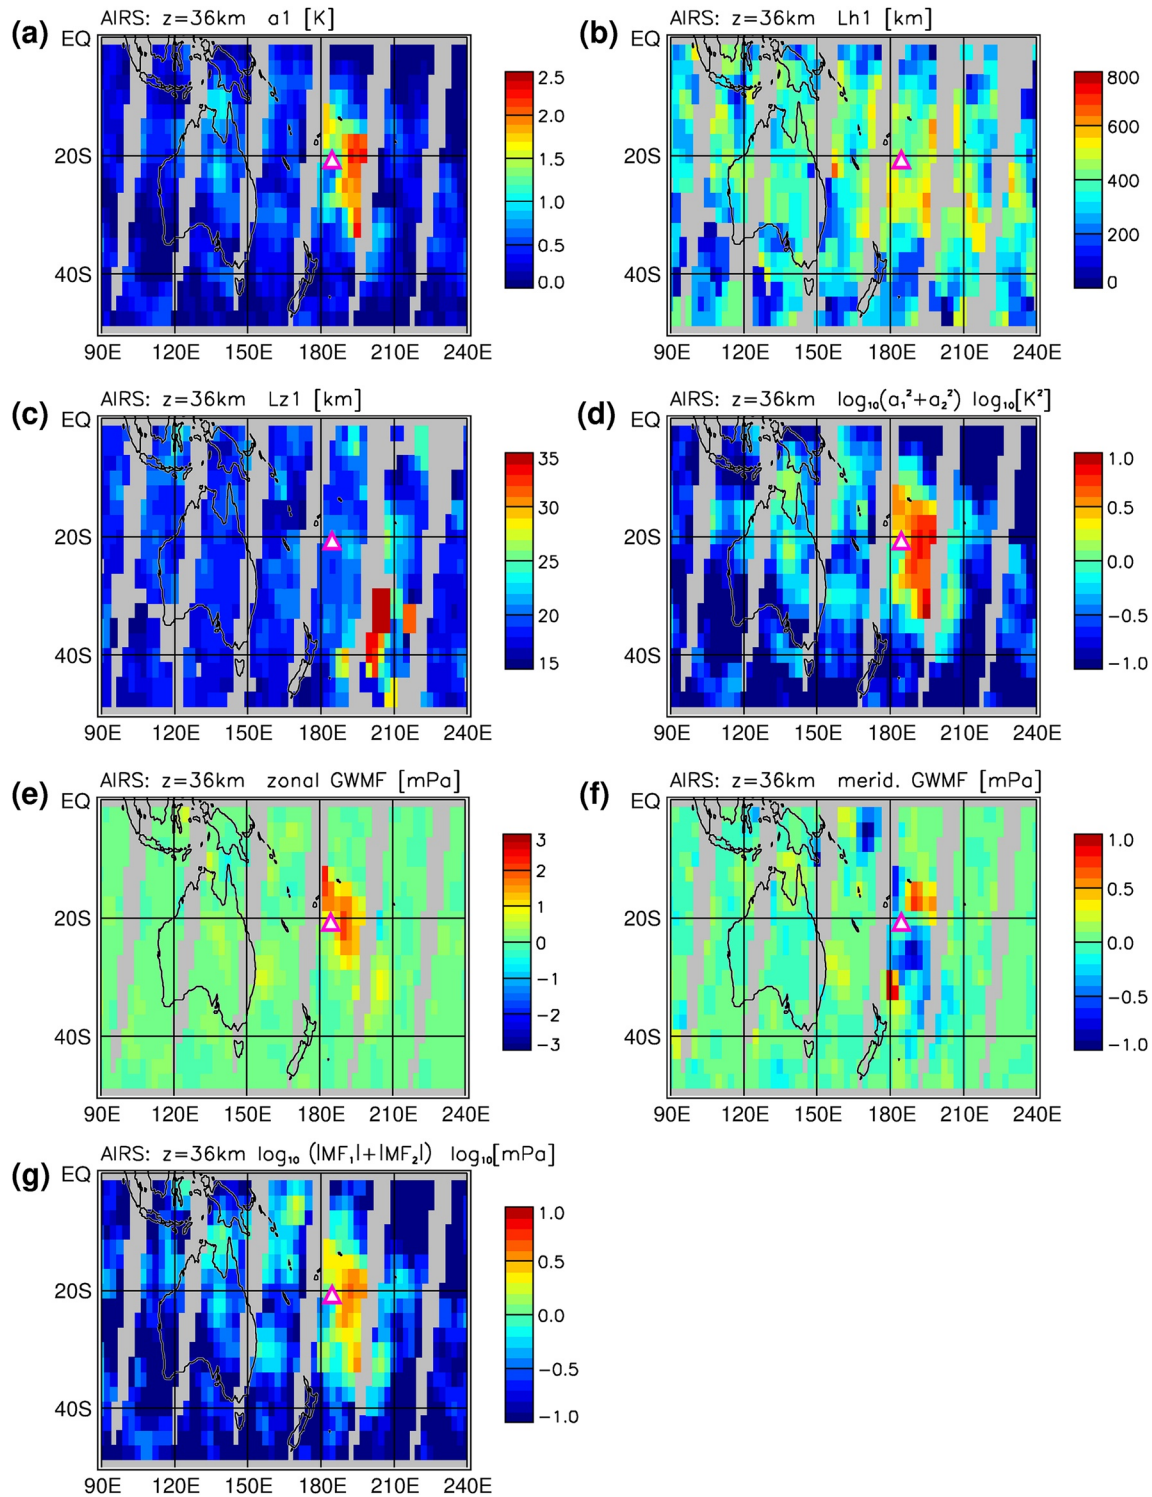 (a) AIRS: z=36km a1 [K]
EQ
20S
40S
90E 120E 150E 180E 210E 240E
2.5
2.0
1.5
1.0
0.5
0.0
(b) AIRS: z=36km Lh1 [km]
EQ
20S
40S
90E 120E 150E 180E 210E 240E
800
600
400
200
0
(c) AIRS: z=36km Lz1 [km]
EQ
20S
40S
90E 120E 150E 180E 210E 240E
35
30
25
20
15
(d) AIRS: z=36km log₁₀(a₁²+a₂²) log₁₀[K²]
EQ
20S
40S
90E 120E 150E 180E 210E 240E
1.0
0.5
0.0
−0.5
−1.0
(e) AIRS: z=36km zonal GWMF [mPa]
EQ
20S
40S
90E 120E 150E 180E 210E 240E
3
2
1
0
−1
−2
−3
(f) AIRS: z=36km merid. GWMF [mPa]
EQ
20S
40S
90E 120E 150E 180E 210E 240E
1.0
0.5
0.0
−0.5
−1.0
(g) AIRS: z=36km log₁₀ (|MF₁|+|MF₂|) log₁₀[mPa]
EQ
20S
40S
90E 120E 150E 180E 210E 240E
1.0
0.5
0.0
−0.5
−1.0